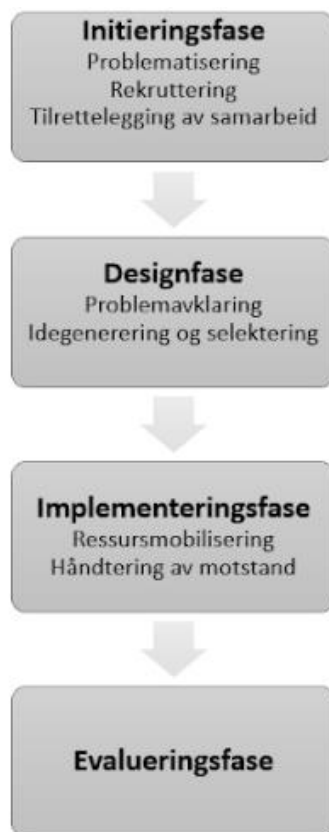 Initieringsfase
Problematisering
Rekruttering
Tilrettelegging av samarbeid
Designfase
Problemavklaring
Idegenerering og selektering
Implementeringsfase
Ressursmobilisering
Håndtering av motstand
Evalueringsfase